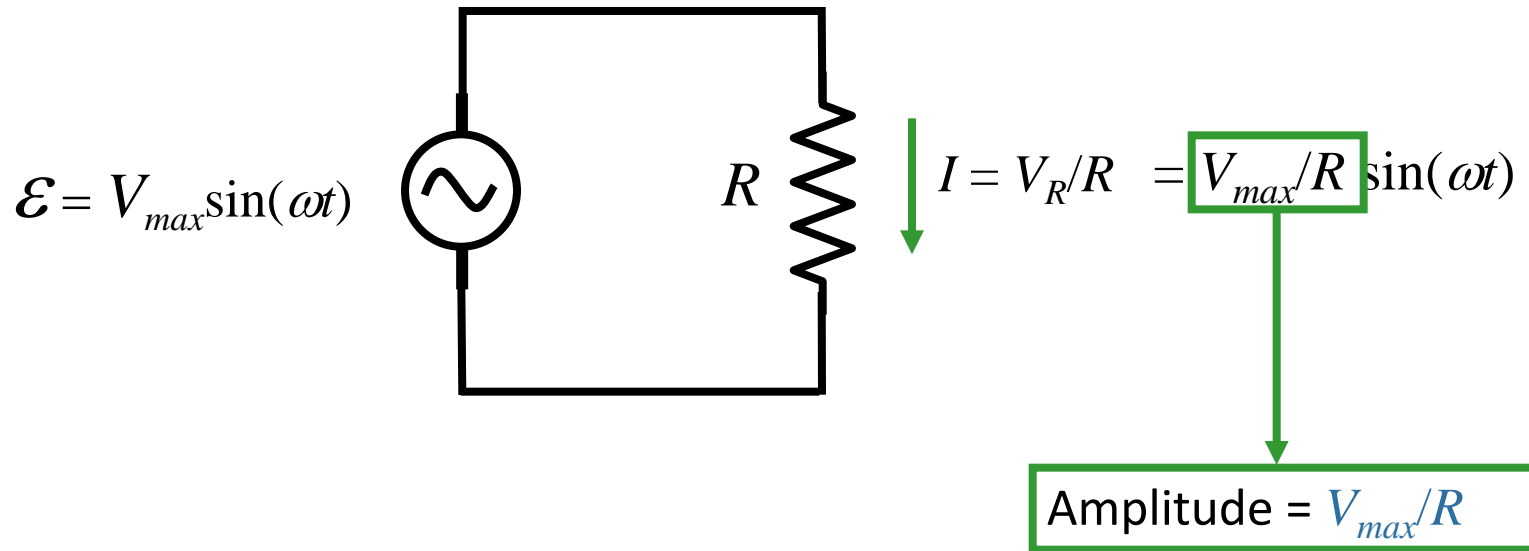 ε = V_max sin(ωt)
R
I = V_R/R = V_max/R sin(ωt)
Amplitude = V_max/R